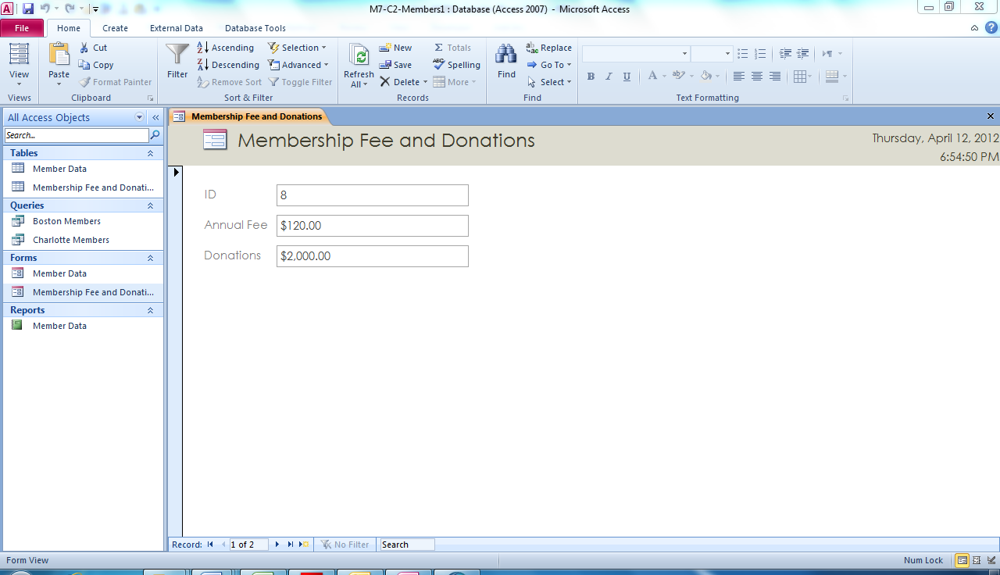 M7-C2-Members1 : Database (Access 2007) - Microsoft Access
File Home Create External Data Database Tools
View
Views
Paste
Cut
Copy
Format Painter
Clipboard
Filter
Ascending
Descending
Remove Sort
Selection
Advanced
Toggle Filter
Sort & Filter
Refresh
All
New
Save
Delete
Totals
Spelling
More
Records
Find
Replace
Go To
Select
Find
B I U
Text Formatting
All Access Objects
Search...
Tables
Member Data
Membership Fee and Donati...
Queries
Boston Members
Charlotte Members
Forms
Member Data
Membership Fee and Donati...
Reports
Member Data
Membership Fee and Donations
Membership Fee and Donations
Thursday, April 12, 2012
6:54:50 PM
ID 8
Annual Fee $120.00
Donations $2,000.00
Record: 1 of 2 No Filter Search
Form View Num Lock